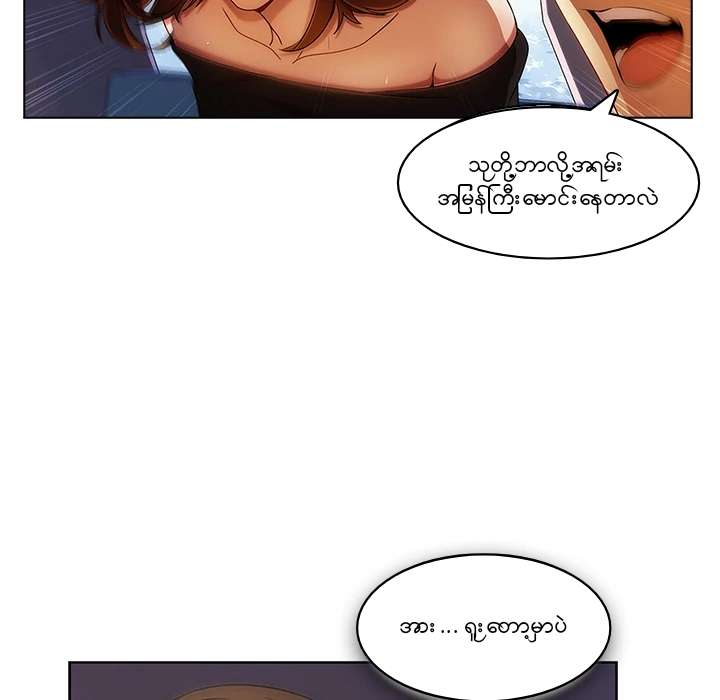 သုတို့ဘာလို့အရမ်း
အမြန်ကြီးမောင်းနေတာလဲ
အား ... ရူးတော့မှာပဲ